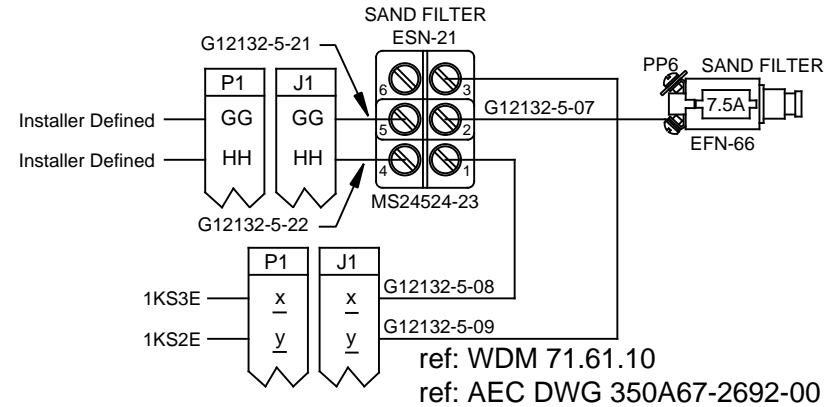 SAND FILTER
ESN-21
G12132-5-21
PP6 SAND FILTER
P1 J1
6 3
G12132-5-07
7.5A
Installer Defined GG GG 5 2
EFN-66
Installer Defined HH HH 4 1
MS24524-23
G12132-5-22
P1 J1
G12132-5-08
1KS3E x x
G12132-5-09
1KS2E y y
ref: WDM 71.61.10
ref: AEC DWG 350A67-2692-00